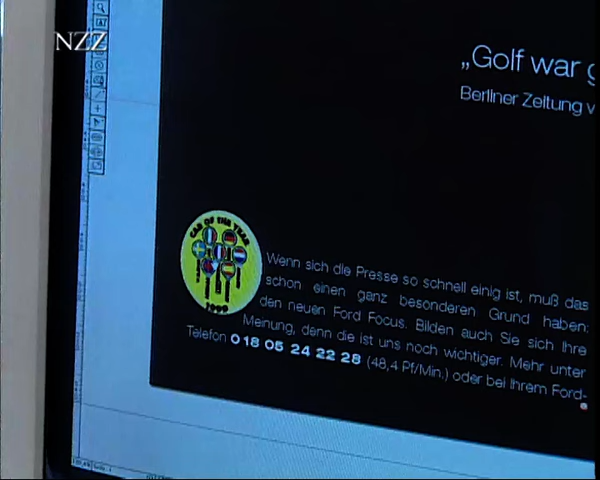 NZZ
„Golf war g
Berliner Zeitung v
CAR OF THE YEAR
1999
Wenn sich die Presse so schnell einig ist, muß das
schon einen ganz besonderen Grund haben:
den neuen Ford Focus. Bilden auch Sie sich Ihre
Meinung, denn die ist uns noch wichtiger. Mehr unter
Telefon 0 18 05 24 22 28 (48,4 Pf/Min.) oder bei Ihrem Ford-